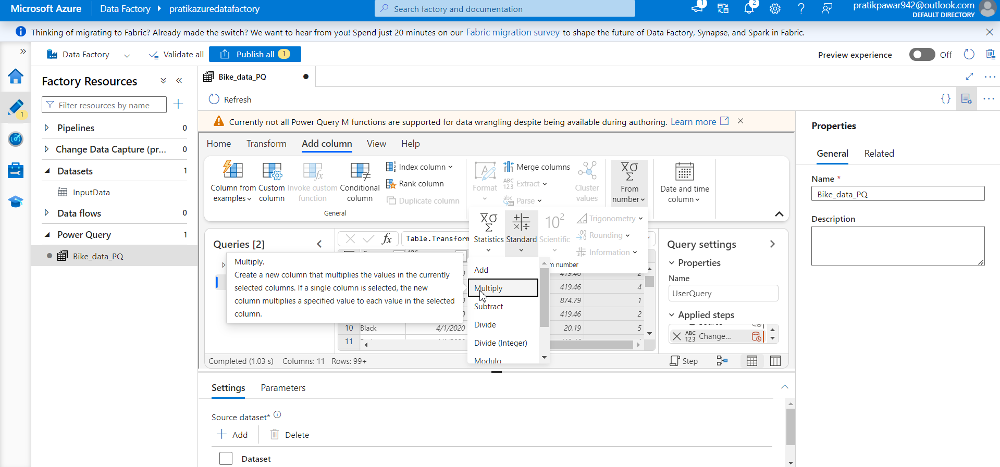 Microsoft Azure
Data Factory
pratikazuredatafactory
Search factory and documentation
1
2
pratikpawar942@outlook.com
DEFAULT DIRECTORY
Thinking of migrating to Fabric? Already made the switch? We want to hear from you! Spend just 20 minutes on our Fabric migration survey to shape the future of Data Factory, Synapse, and Spark in Fabric.
Data Factory
Validate all
Publish all 1
Preview experience
Off
1
Factory Resources
Filter resources by name
Pipelines 0
Change Data Capture (pr... 0
Datasets 1
InputData
Data flows 0
Power Query 1
Bike_data_PQ
Bike_data_PQ
Refresh
Currently not all Power Query M functions are supported for data wrangling despite being available during authoring. Learn more
Home Transform Add column View Help
Column from examples
Custom column
Invoke custom function
Conditional column
Index column
Rank column
Duplicate column
General
Format
Merge columns
ABC 123 Extract
abc Parse
Cluster values
From number
Date and time column
Statistics
Standard
10² Scientific
Trigonometry
Rounding
Information
number
Queries [2]
fx
Table.Transform
ABC
Multiply.
Create a new column that multiplies the values in the currently
selected columns. If a single column is selected, the new
column multiplies a specified value to each value in the selected
column.
Add
Multiply
Subtract
Divide
Divide (Integer)
Modulo
419.46 2
419.46 4
874.79 1
419.46 2
10 Black 4/1/2020 20.19 5
11
Completed (1.03 s) Columns: 11 Rows: 99+
Query settings
Properties
Name
UserQuery
Applied steps
ABC 123 Change...
Step
Settings Parameters
Source dataset*
Add
Delete
Dataset
Properties
General Related
Name *
Bike_data_PQ
Description